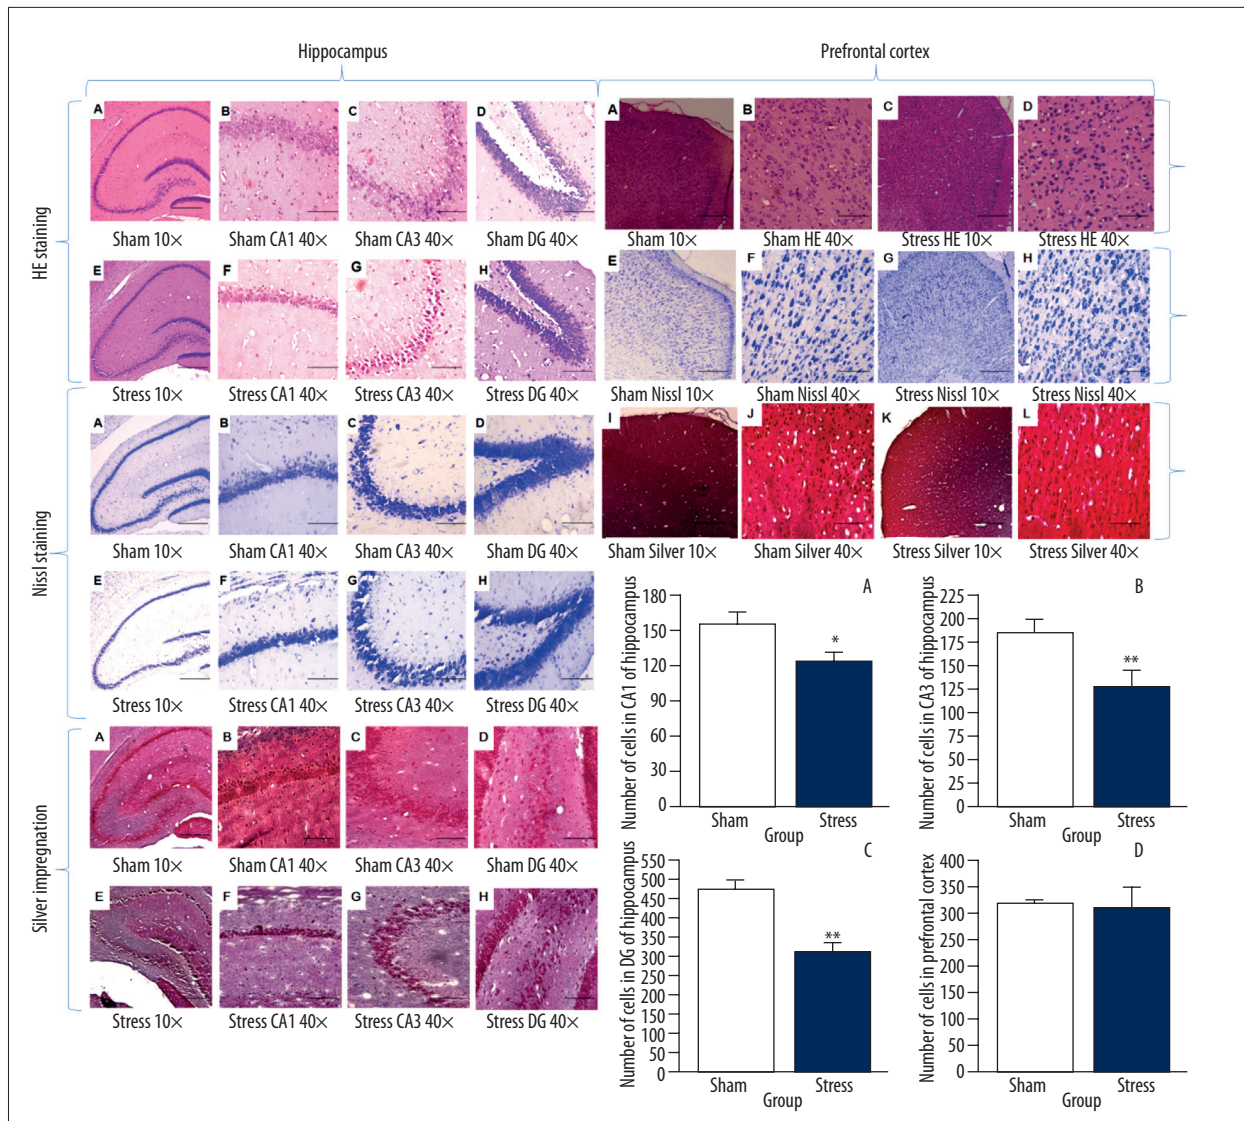 Hippocampus
Prefrontal cortex
HE staining
A B C D
Sham 10× Sham CA1 40× Sham CA3 40× Sham DG 40×
E F G H
Stress 10× Stress CA1 40× Stress CA3 40× Stress DG 40×
Nissl staining
A B C D
Sham 10× Sham CA1 40× Sham CA3 40× Sham DG 40×
E F G H
Stress 10× Stress CA1 40× Stress CA3 40× Stress DG 40×
Silver impregnation
A B C D
Sham 10× Sham CA1 40× Sham CA3 40× Sham DG 40×
E F G H
Stress 10× Stress CA1 40× Stress CA3 40× Stress DG 40×
A B C D
Sham 10× Sham HE 40× Stress HE 10× Stress HE 40×
E F G H
Sham Nissl 10× Sham Nissl 40× Stress Nissl 10× Stress Nissl 40×
I J K L
Sham Silver 10× Sham Silver 40× Stress Silver 10× Stress Silver 40×
A
Number of cells in CA1 of hippocampus
180
150
120
90
60
30
0
*
Sham Stress
Group
B
Number of cells in CA3 of hippocampus
225
200
175
150
125
100
75
50
25
0
**
Sham Stress
Group
C
Number of cells in DG of hippocampus
550
500
450
400
350
300
250
200
150
100
50
0
**
Sham Stress
Group
D
Number of cells in prefrontal cortex
400
350
300
250
200
150
100
50
0
Sham Stress
Group